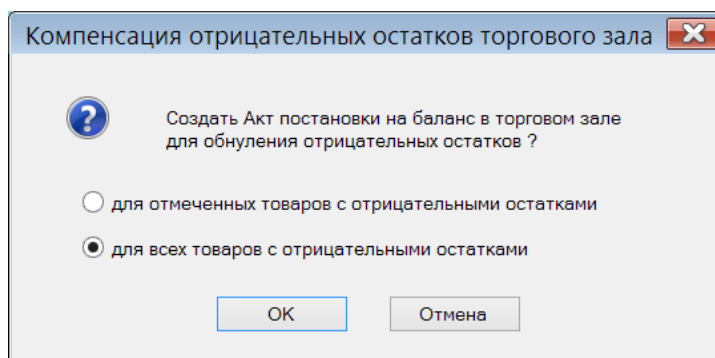 Компенсация отрицательных остатков торгового зала
Создать Акт постановки на баланс в торговом зале
для обнуления отрицательных остатков ?
для отмеченных товаров с отрицательными остатками
для всех товаров с отрицательными остатками
OK
Отмена